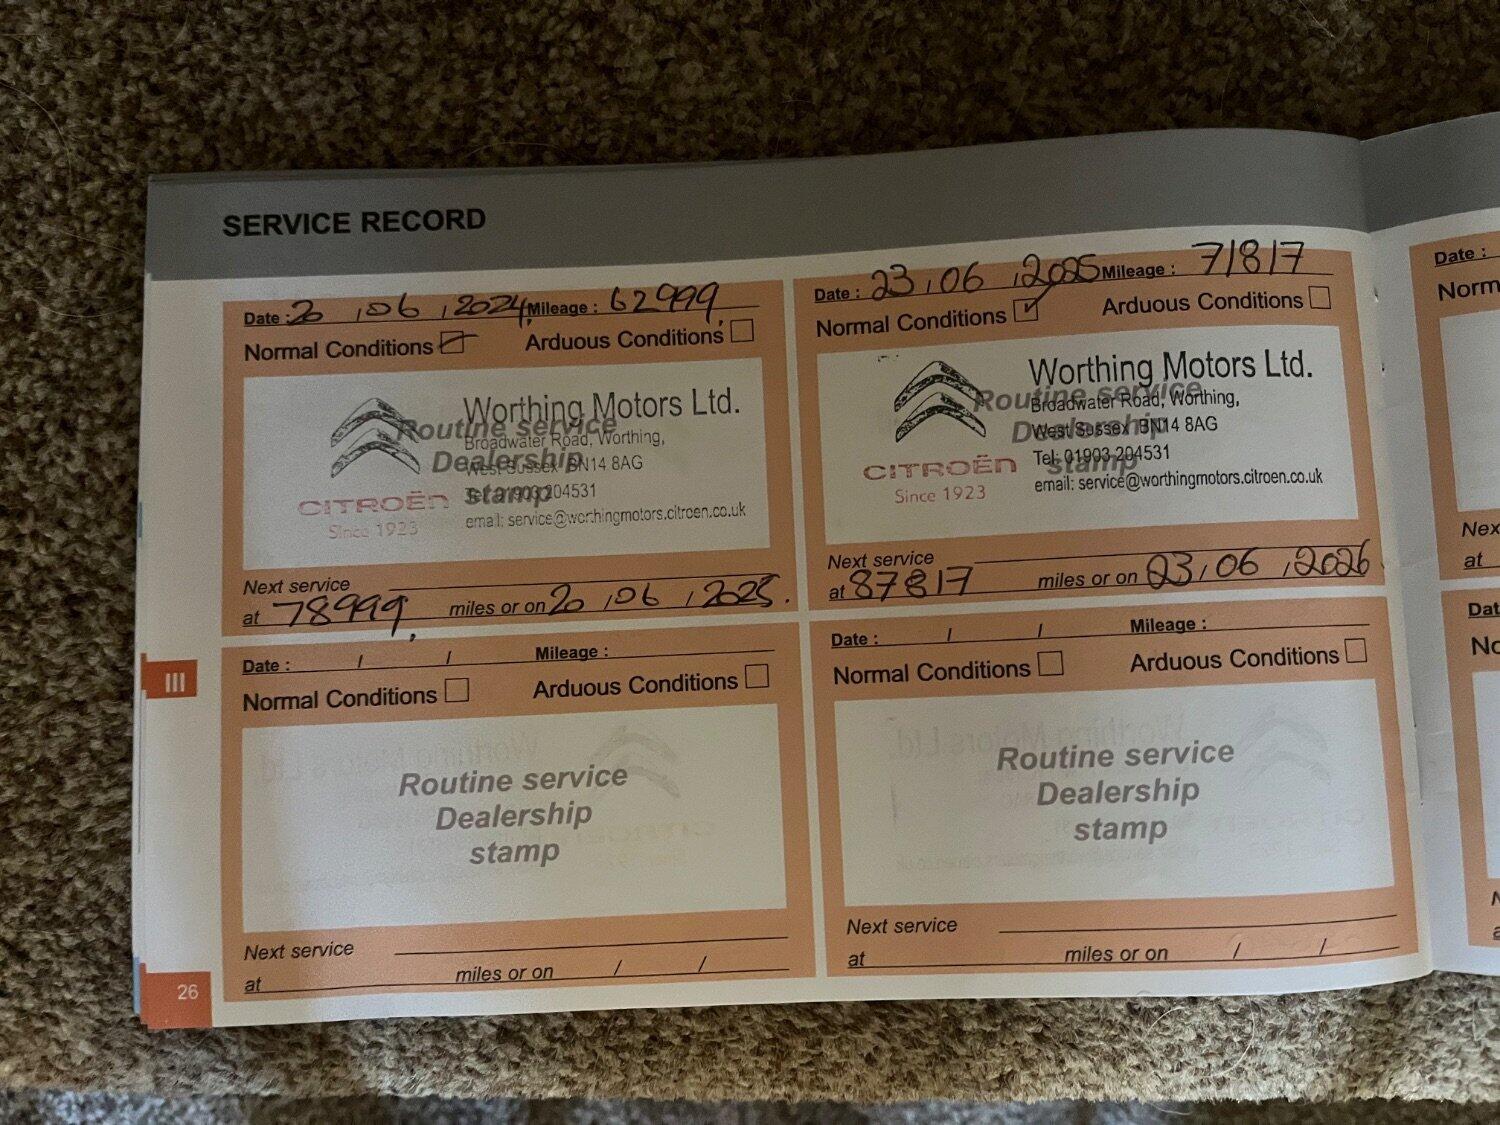 SERVICE RECORD
Date : 20 , 06 , 2024, Mileage : 62999,
Normal Conditions Arduous Conditions
Worthing Motors Ltd.
Routine service
Broadwater Road, Worthing,
Dealership
West Sussex BN14 8AG
stamp
Tel: 01903 204531
CITROËN
email: service@worthingmotors.citroen.co.uk
Since 1923
Next service
at 78999, miles or on 20 , 06 , 2025.
Date : 23 , 06 , 2025 Mileage : 71817
Normal Conditions Arduous Conditions
Worthing Motors Ltd.
Routine service
Broadwater Road, Worthing,
Dealership
West Sussex BN14 8AG
Tel: 01903 204531
stamp
CITROËN
email: service@worthingmotors.citroen.co.uk
Since 1923
Next service
at 87817 miles or on 23 , 06 , 2026
Date : / / Mileage :
Normal Conditions Arduous Conditions
Routine service
Dealership
stamp
Next service
at miles or on / /
Date : / / Mileage :
Normal Conditions Arduous Conditions
Routine service
Dealership
stamp
Next service
at miles or on / /
III
26
Date :
at
at